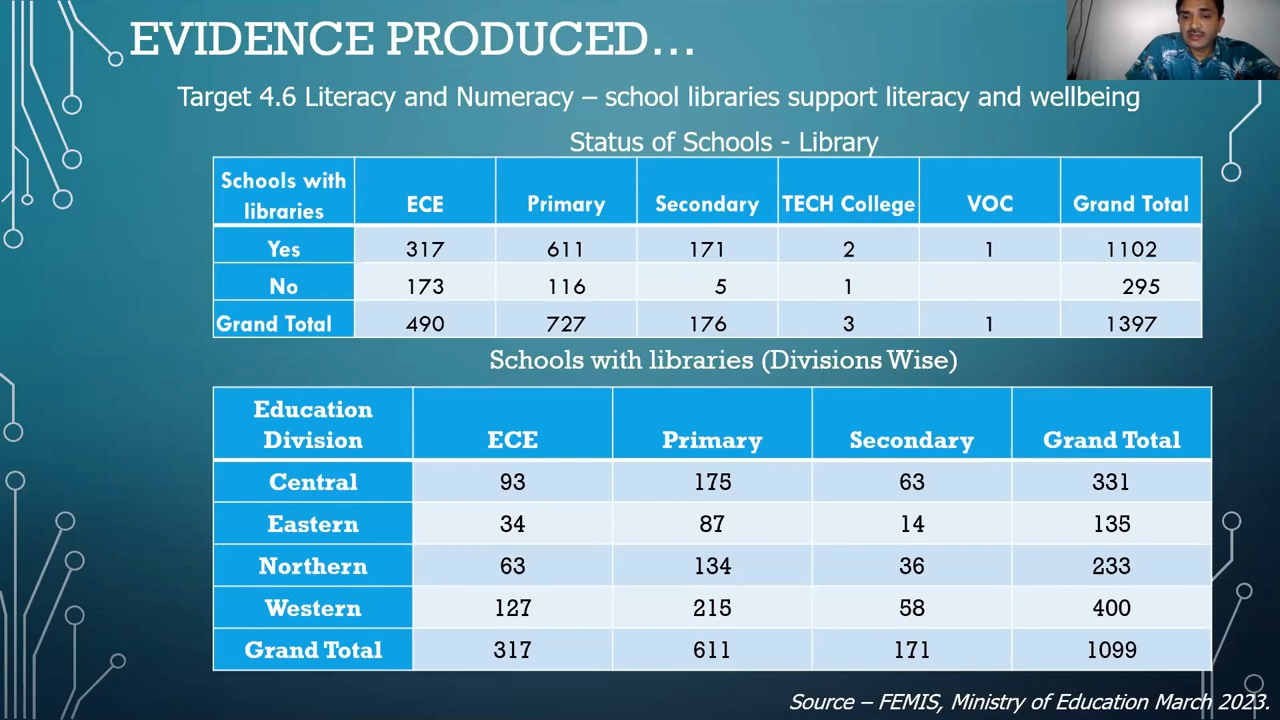 EVIDENCE PRODUCED...
Target 4.6 Literacy and Numeracy – school libraries support literacy and wellbeing
Status of Schools - Library
Schools with libraries ECE Primary Secondary TECH College VOC Grand Total
Yes 317 611 171 2 1 1102
No 173 116 5 1 295
Grand Total 490 727 176 3 1 1397
Schools with libraries (Divisions Wise)
Education Division ECE Primary Secondary Grand Total
Central 93 175 63 331
Eastern 34 87 14 135
Northern 63 134 36 233
Western 127 215 58 400
Grand Total 317 611 171 1099
Source – FEMIS, Ministry of Education March 2023.